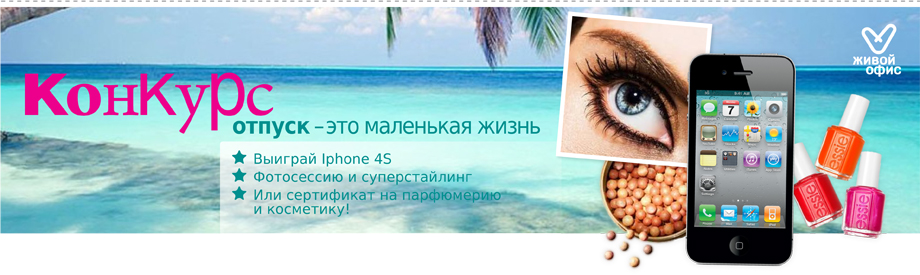 Конкурс
отпуск – это маленькая жизнь
Выиграй Iphone 4S
Фотосессию и суперстайлинг
Или сертификат на парфюмерию
и косметику!
живой
офис
essie
essie
essie